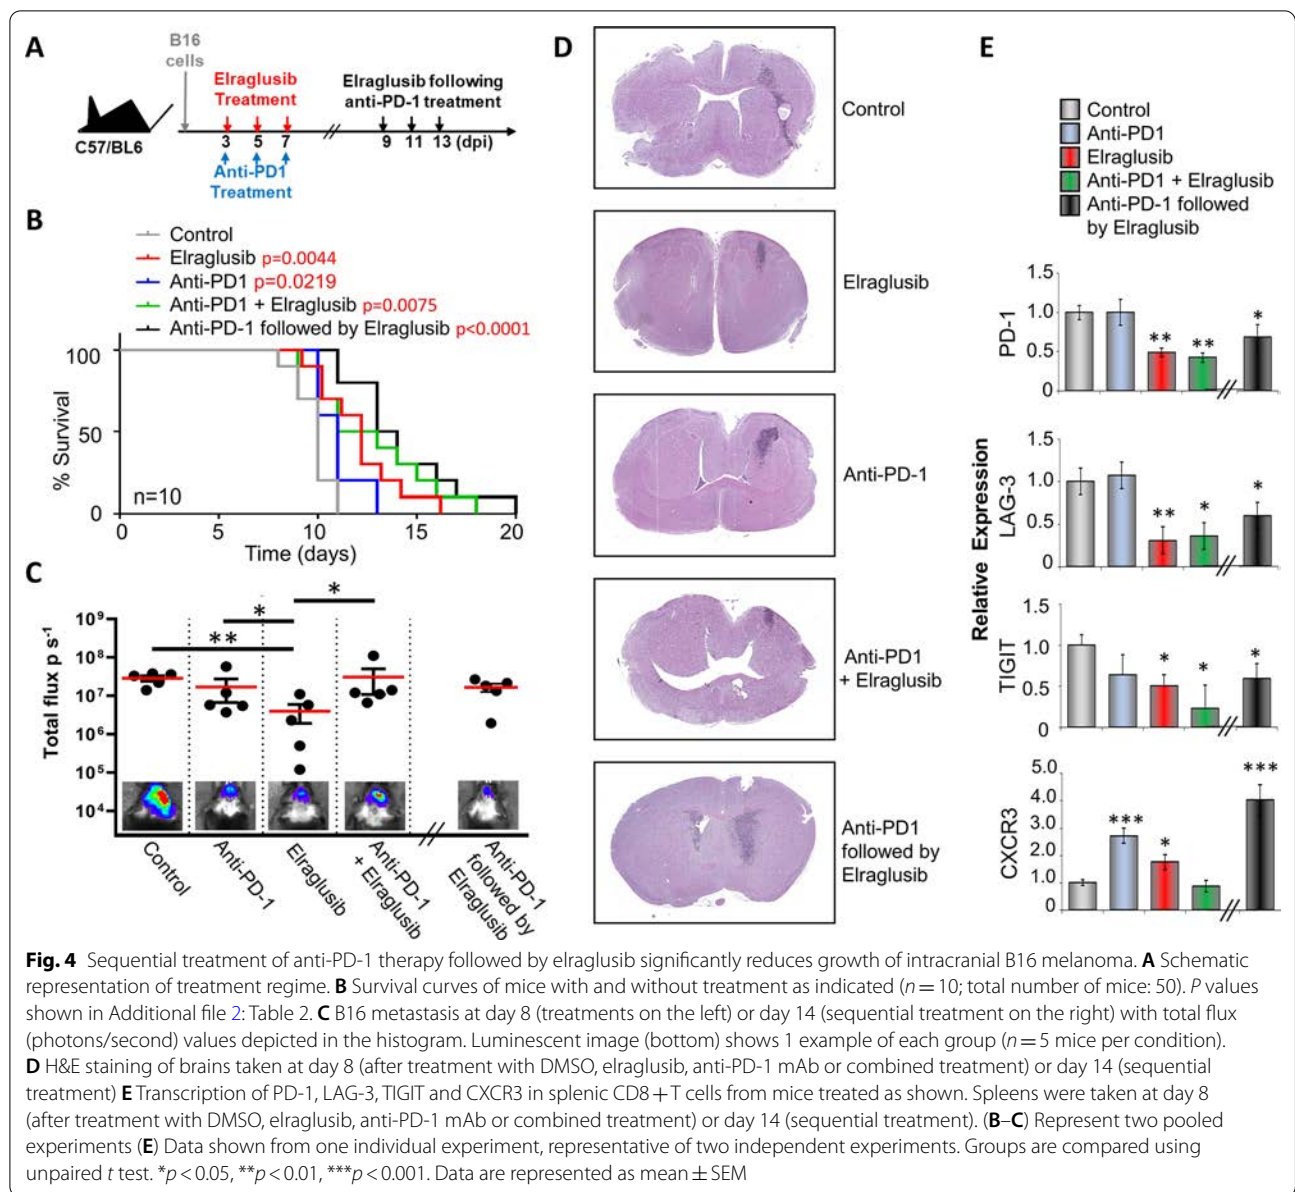 A
B16
cells
Elraglusib
Treatment
Elraglusib following
anti-PD-1 treatment
C57/BL6
3 5 7
9 11 13 (dpi)
Anti-PD1
Treatment
B
Control
Elraglusib p=0.0044
Anti-PD1 p=0.0219
Anti-PD1 + Elraglusib p=0.0075
Anti-PD-1 followed by Elraglusib p<0.0001
% Survival
100
50
0
n=10
0 5 10 15 20
Time (days)
C
Total flux p s⁻¹
10⁹
10⁸
10⁷
10⁶
10⁵
10⁴
*
*
**
Control
Anti-PD-1
Elraglusib
Anti-PD-1
+ Elraglusib
Anti-PD-1
followed by
Elraglusib
D
Control
Elraglusib
Anti-PD-1
Anti-PD1
+ Elraglusib
Anti-PD1
followed by
Elraglusib
E
Control
Anti-PD1
Elraglusib
Anti-PD1 + Elraglusib
Anti-PD-1 followed
by Elraglusib
Relative Expression
PD-1
1.5
1.0
0.5
0
** ** *
LAG-3
1.5
1.0
0.5
0
** * *
TIGIT
1.5
1.0
0.5
0
* * *
CXCR3
5.0
4.0
3.0
2.0
1.0
0
*** * ***
Fig. 4 Sequential treatment of anti-PD-1 therapy followed by elraglusib significantly reduces growth of intracranial B16 melanoma. A Schematic
representation of treatment regime. B Survival curves of mice with and without treatment as indicated (n = 10; total number of mice: 50). P values
shown in Additional file 2: Table 2. C B16 metastasis at day 8 (treatments on the left) or day 14 (sequential treatment on the right) with total flux
(photons/second) values depicted in the histogram. Luminescent image (bottom) shows 1 example of each group (n = 5 mice per condition).
D H&E staining of brains taken at day 8 (after treatment with DMSO, elraglusib, anti-PD-1 mAb or combined treatment) or day 14 (sequential
treatment) E Transcription of PD-1, LAG-3, TIGIT and CXCR3 in splenic CD8 + T cells from mice treated as shown. Spleens were taken at day 8
(after treatment with DMSO, elraglusib, anti-PD-1 mAb or combined treatment) or day 14 (sequential treatment). (B–C) Represent two pooled
experiments (E) Data shown from one individual experiment, representative of two independent experiments. Groups are compared using
unpaired t test. *p < 0.05, **p < 0.01, ***p < 0.001. Data are represented as mean ± SEM